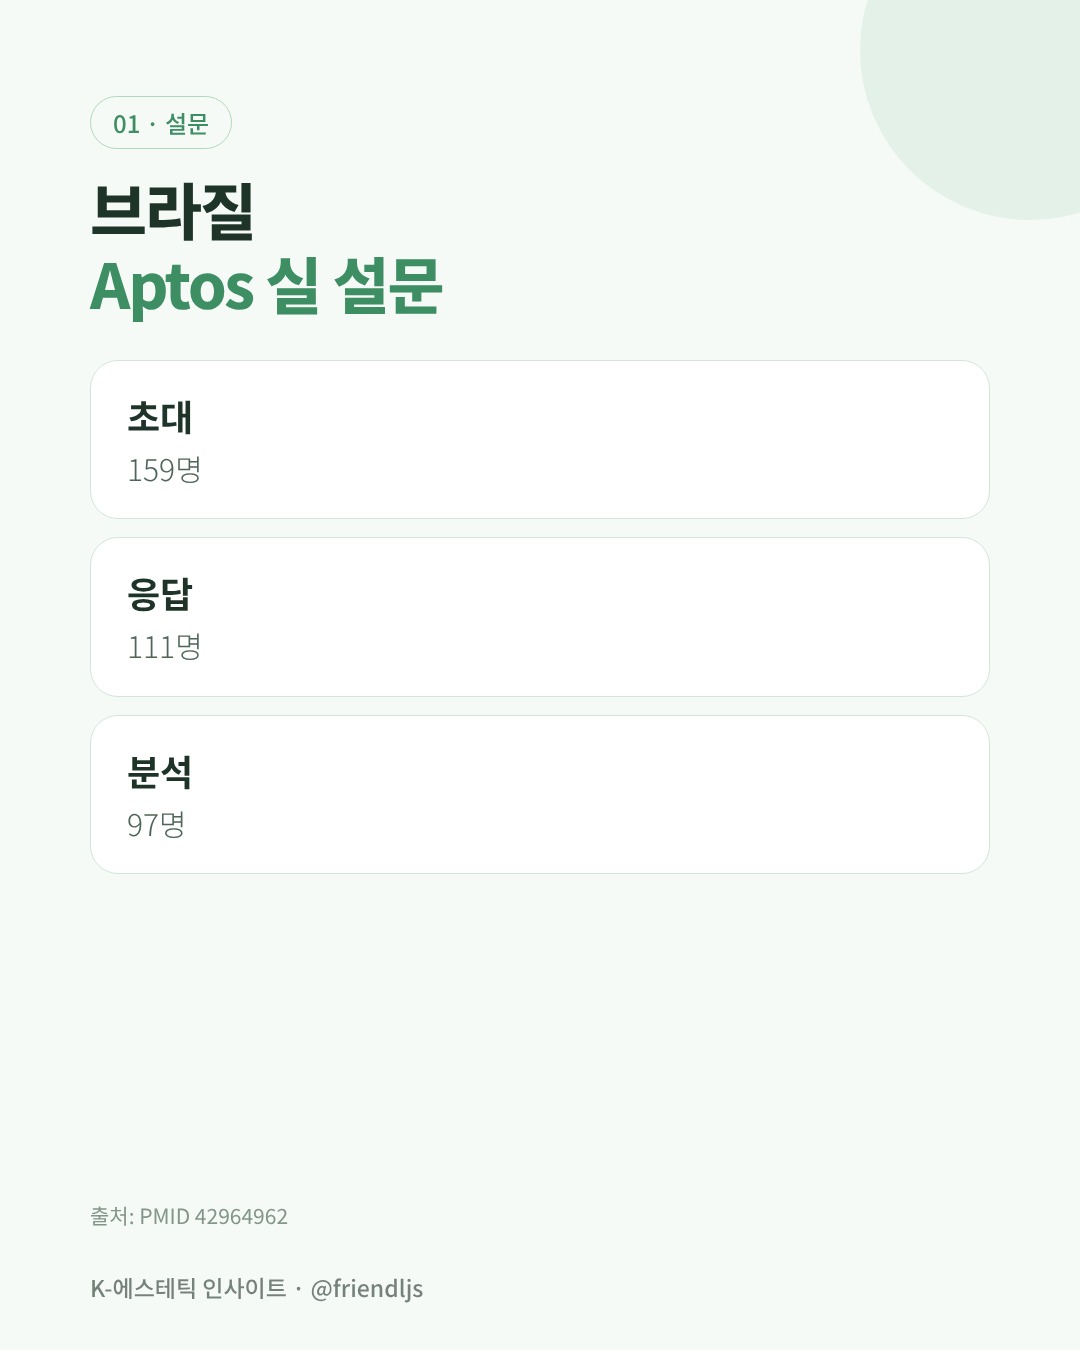 01 · 설문
브라질
Aptos 실 설문
초대
159명
응답
111명
분석
97명
출처: PMID 42964962
K-에스테틱 인사이트 · @friendljs